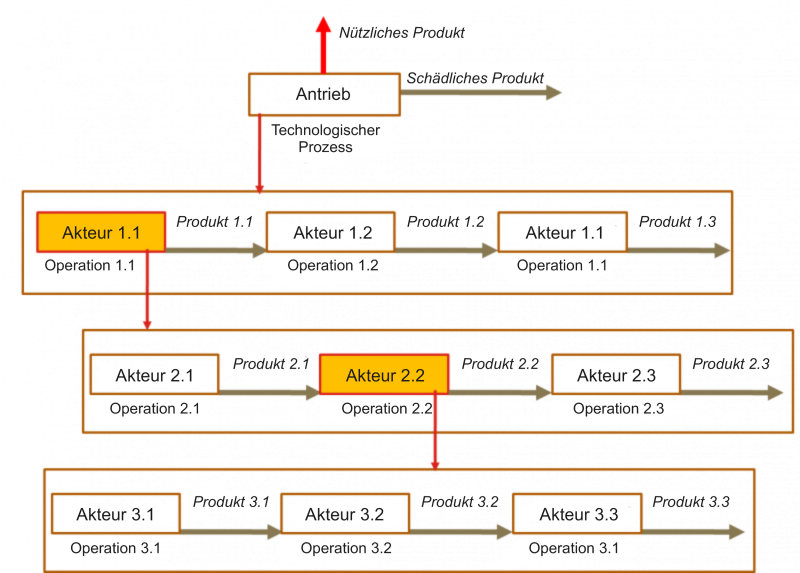 Nützliches Produkt
Schädliches Produkt
Antrieb
Technologischer
Prozess
Produkt 1.1
Produkt 1.2
Produkt 1.3
Akteur 1.1
Akteur 1.2
Akteur 1.1
Operation 1.1
Operation 1.2
Operation 1.1
Produkt 2.1
Produkt 2.2
Produkt 2.3
Akteur 2.1
Akteur 2.2
Akteur 2.3
Operation 2.1
Operation 2.2
Operation 2.3
Produkt 3.1
Produkt 3.2
Produkt 3.3
Akteur 3.1
Akteur 3.2
Akteur 3.3
Operation 3.1
Operation 3.2
Operation 3.1